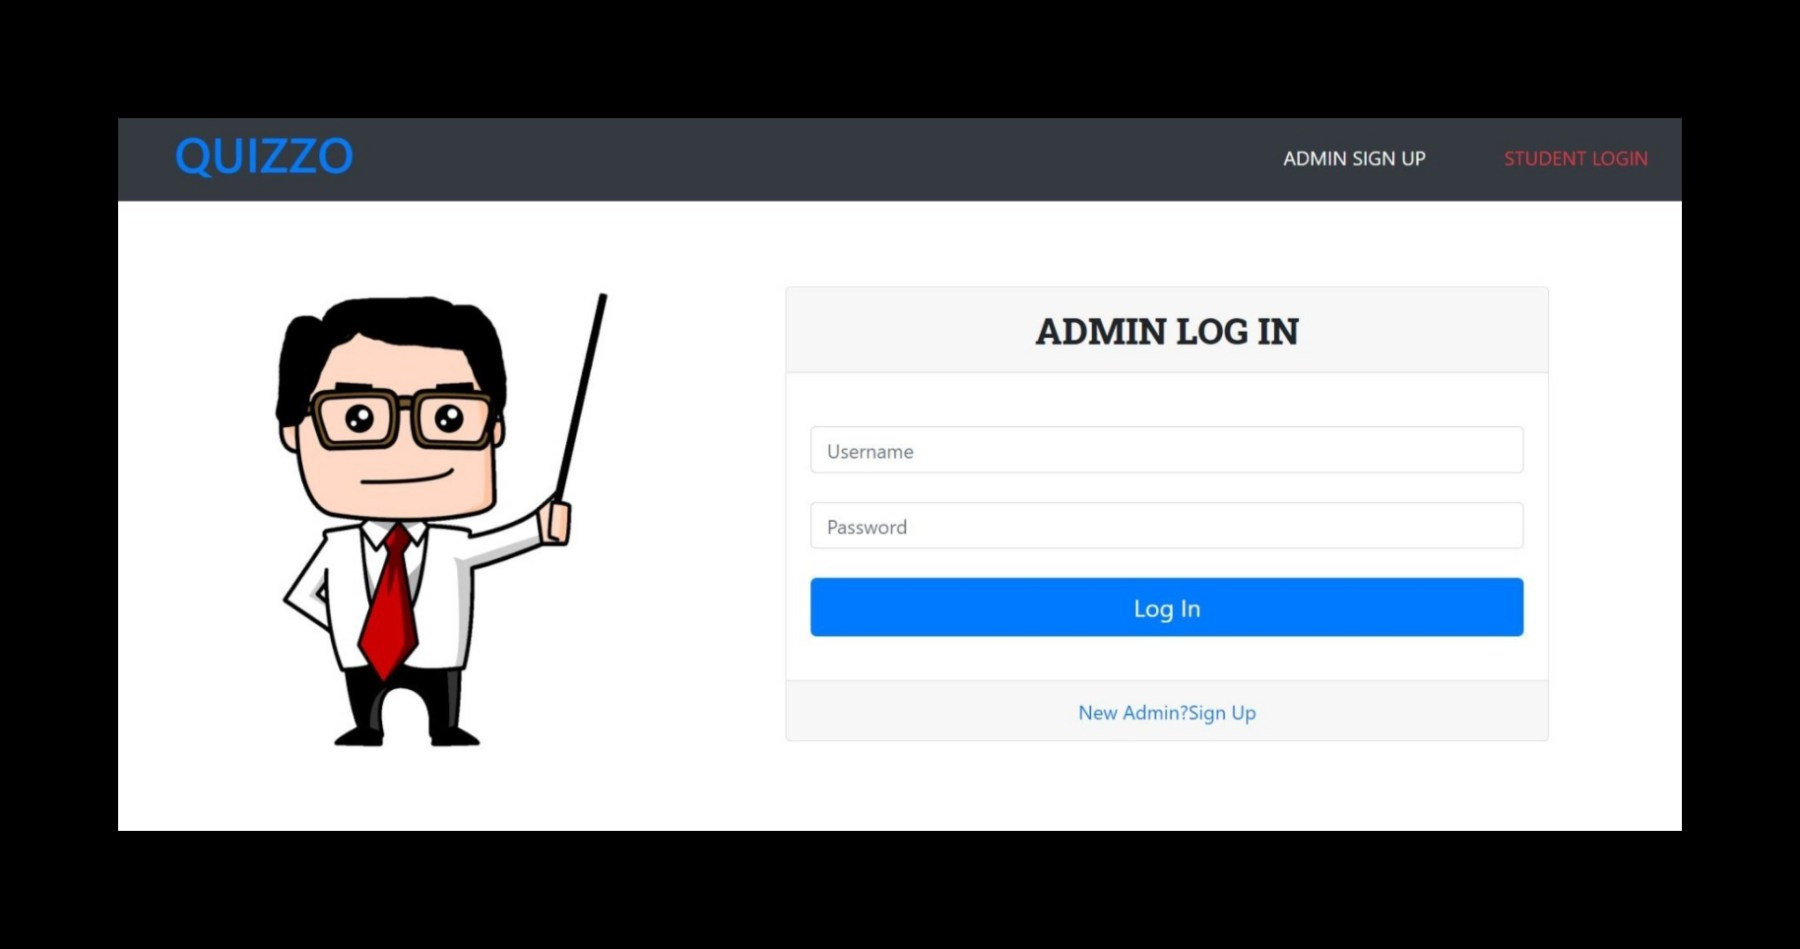 QUIZZO
ADMIN SIGN UP
STUDENT LOGIN
ADMIN LOG IN
Username
Password
Log In
New Admin?Sign Up